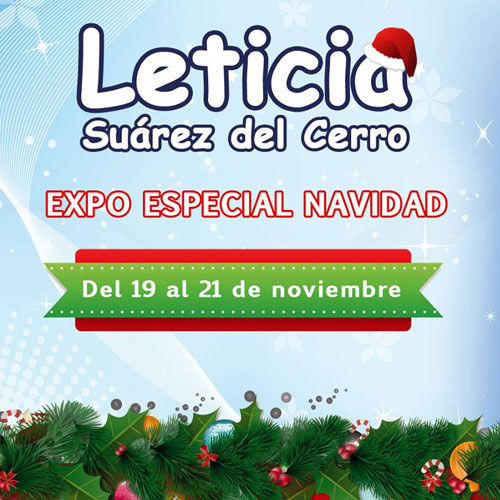 Leticia
Suárez del Cerro
EXPO ESPECIAL NAVIDAD
Del 19 al 21 de noviembre